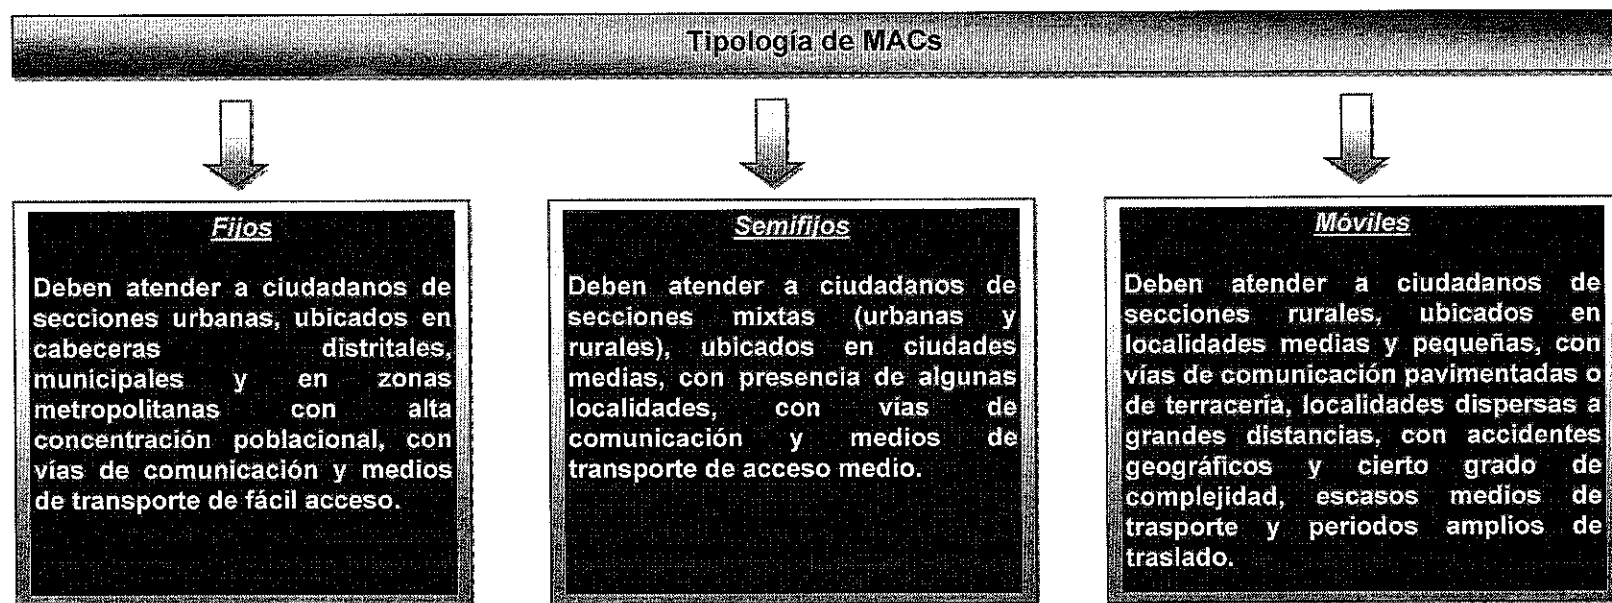 Tipología de MACs
Fijos
Deben atender a ciudadanos de
secciones urbanas, ubicados en
cabeceras distritales,
municipales y en zonas
metropolitanas con alta
concentración poblacional, con
vías de comunicación y medios
de transporte de fácil acceso.
Semifijos
Deben atender a ciudadanos de
secciones mixtas (urbanas y
rurales), ubicados en ciudades
medias, con presencia de algunas
localidades, con vías de
comunicación y medios de
transporte de acceso medio.
Móviles
Deben atender a ciudadanos de
secciones rurales, ubicados en
localidades medias y pequeñas, con
vías de comunicación pavimentadas o
de terracería, localidades dispersas a
grandes distancias, con accidentes
geográficos y cierto grado de
complejidad, escasos medios de
trasporte y periodos amplios de
traslado.